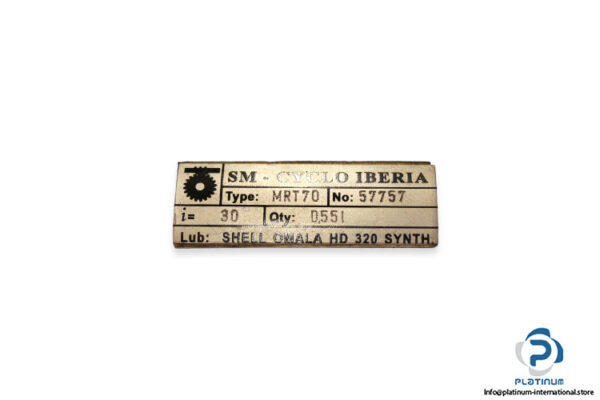 SM - CYCLO IBERIA
Type: MRT70 No: 57757
i= 30 Qty: 0,55l
Lub: SHELL OMALA HD 320 SYNTH.
PLATINUM
Info@platinum-international.store